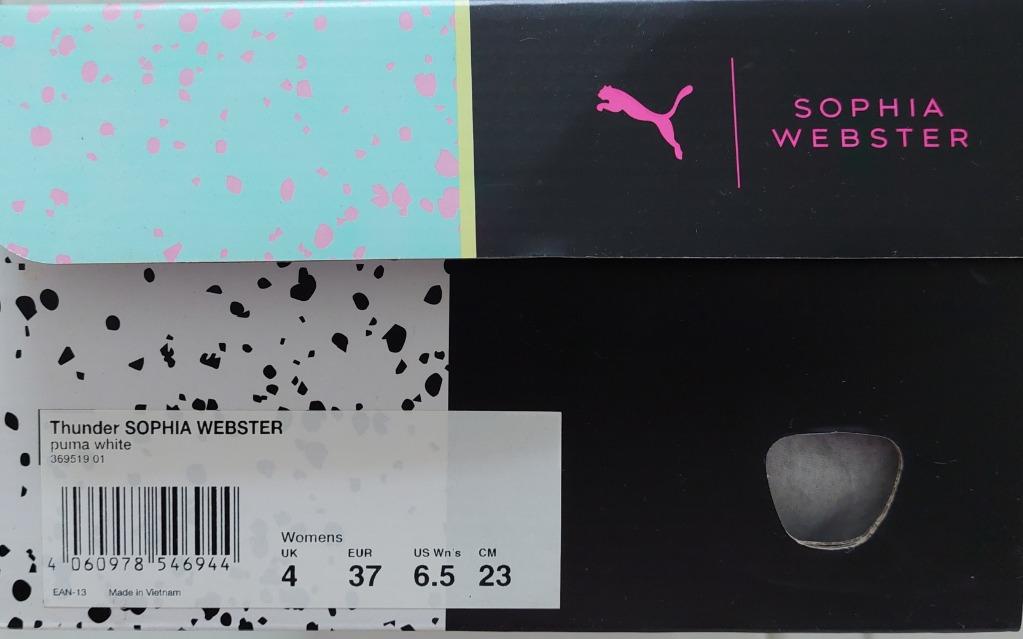 SOPHIA
WEBSTER
Thunder SOPHIA WEBSTER
puma white
369519 01
4 060978 546944
EAN-13 Made in Vietnam
Womens
UK EUR US Wn's CM
4 37 6.5 23